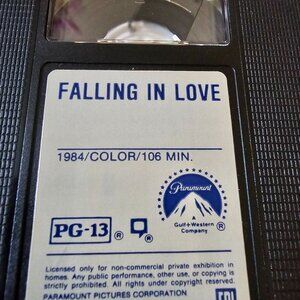 FALLING IN LOVE
1984/COLOR/106 MIN.
Paramount
A
Gulf+Western
Company ®
PG-13 ® ®
Licensed only for non-commercial private exhibition in
homes. Any public performance, other use, or copying is
strictly prohibited. All rights reserved.
PARAMOUNT PICTURES CORPORATION